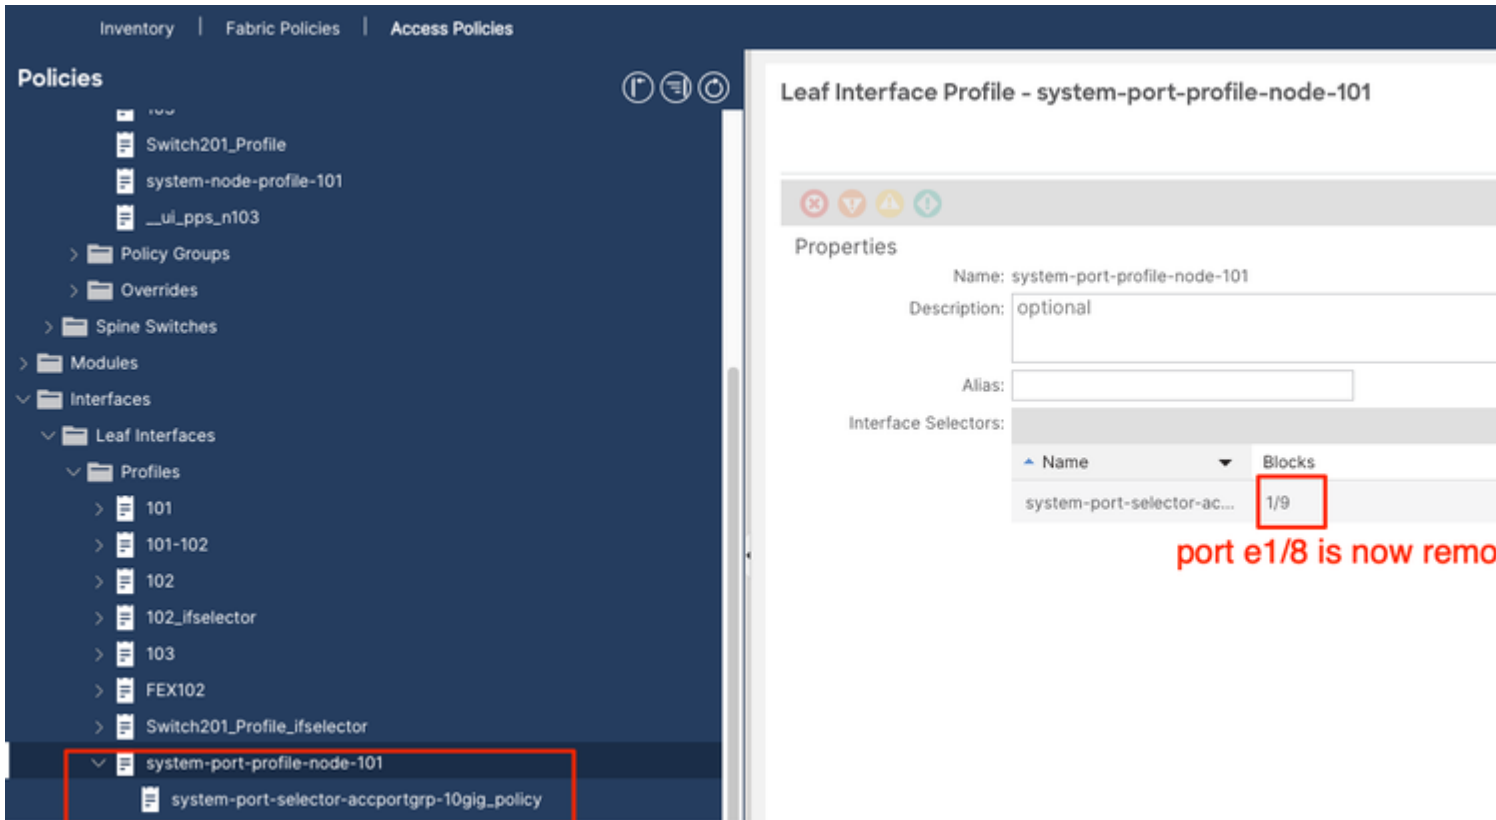 Inventory | Fabric Policies | Access Policies
Policies
Switch201_Profile
system-node-profile-101
__ui_pps_n103
Policy Groups
Overrides
Spine Switches
Modules
Interfaces
Leaf Interfaces
Profiles
101
101-102
102
102_ifselector
103
FEX102
Switch201_Profile_ifselector
system-port-profile-node-101
system-port-selector-accportgrp-10gig_policy
Leaf Interface Profile - system-port-profile-node-101
Properties
Name: system-port-profile-node-101
Description: optional
Alias:
Interface Selectors:
Name Blocks
system-port-selector-ac... 1/9
port e1/8 is now remo